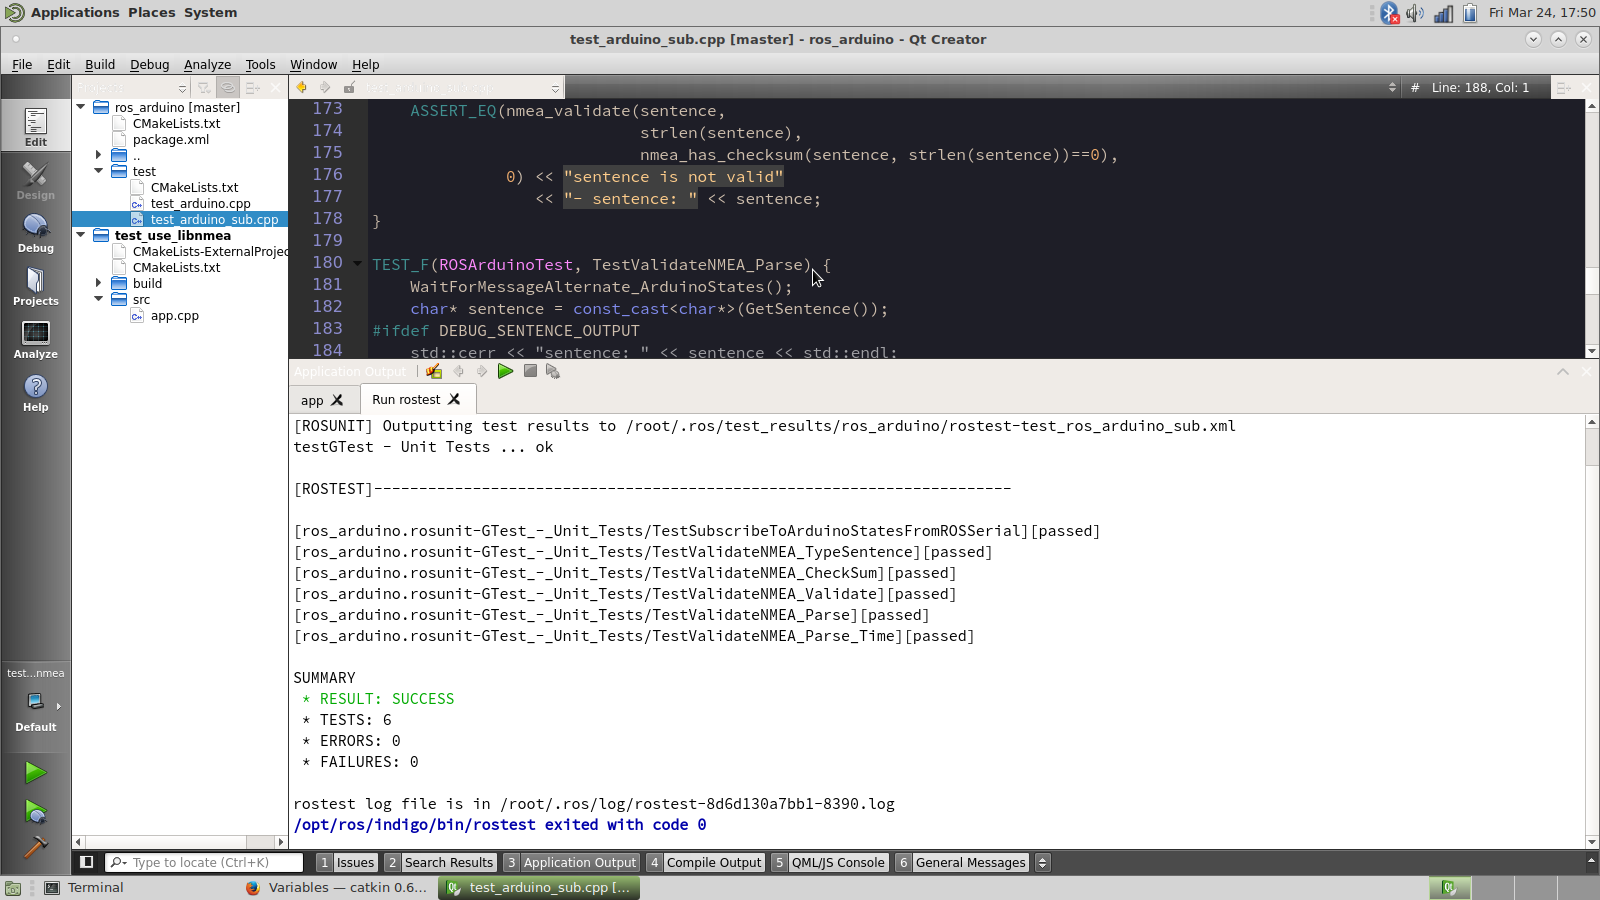 Applications Places System
Fri Mar 24, 17:50
test_arduino_sub.cpp [master] - ros_arduino - Qt Creator
File Edit Build Debug Analyze Tools Window Help
# Line: 188, Col: 1
Edit
Design
Debug
Projects
Analyze
Help
test...nmea
Default
ros_arduino [master]
CMakeLists.txt
package.xml
..
test
CMakeLists.txt
test_arduino.cpp
test_arduino_sub.cpp
test_use_libnmea
CMakeLists-ExternalProjec
CMakeLists.txt
build
src
app.cpp
173 ASSERT_EQ(nmea_validate(sentence,
174 strlen(sentence),
175 nmea_has_checksum(sentence, strlen(sentence))==0),
176 0) << "sentence is not valid"
177 << "- sentence: " << sentence;
178 }
179
180 TEST_F(ROSArduinoTest, TestValidateNMEA_Parse) {
181 WaitForMessageAlternate_ArduinoStates();
182 char* sentence = const_cast<char*>(GetSentence());
183 #ifdef DEBUG_SENTENCE_OUTPUT
184 std::cerr << "sentence: " << sentence << std::endl;
Application Output
app
Run rostest
[ROSUNIT] Outputting test results to /root/.ros/test_results/ros_arduino/rostest-test_ros_arduino_sub.xml
testGTest - Unit Tests ... ok
[ROSTEST]-----------------------------------------------------------------------
[ros_arduino.rosunit-GTest_-_Unit_Tests/TestSubscribeToArduinoStatesFromROSSerial][passed]
[ros_arduino.rosunit-GTest_-_Unit_Tests/TestValidateNMEA_TypeSentence][passed]
[ros_arduino.rosunit-GTest_-_Unit_Tests/TestValidateNMEA_CheckSum][passed]
[ros_arduino.rosunit-GTest_-_Unit_Tests/TestValidateNMEA_Validate][passed]
[ros_arduino.rosunit-GTest_-_Unit_Tests/TestValidateNMEA_Parse][passed]
[ros_arduino.rosunit-GTest_-_Unit_Tests/TestValidateNMEA_Parse_Time][passed]
SUMMARY
* RESULT: SUCCESS
* TESTS: 6
* ERRORS: 0
* FAILURES: 0
rostest log file is in /root/.ros/log/rostest-8d6d130a7bb1-8390.log
/opt/ros/indigo/bin/rostest exited with code 0
Type to locate (Ctrl+K)
1 Issues
2 Search Results
3 Application Output
4 Compile Output
5 QML/JS Console
6 General Messages
Terminal
Variables — catkin 0.6...
test_arduino_sub.cpp [...